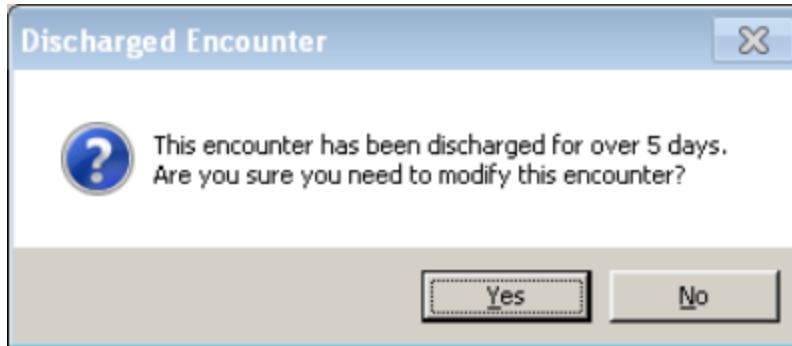 Discharged Encounter
This encounter has been discharged for over 5 days.
Are you sure you need to modify this encounter?
Yes
No